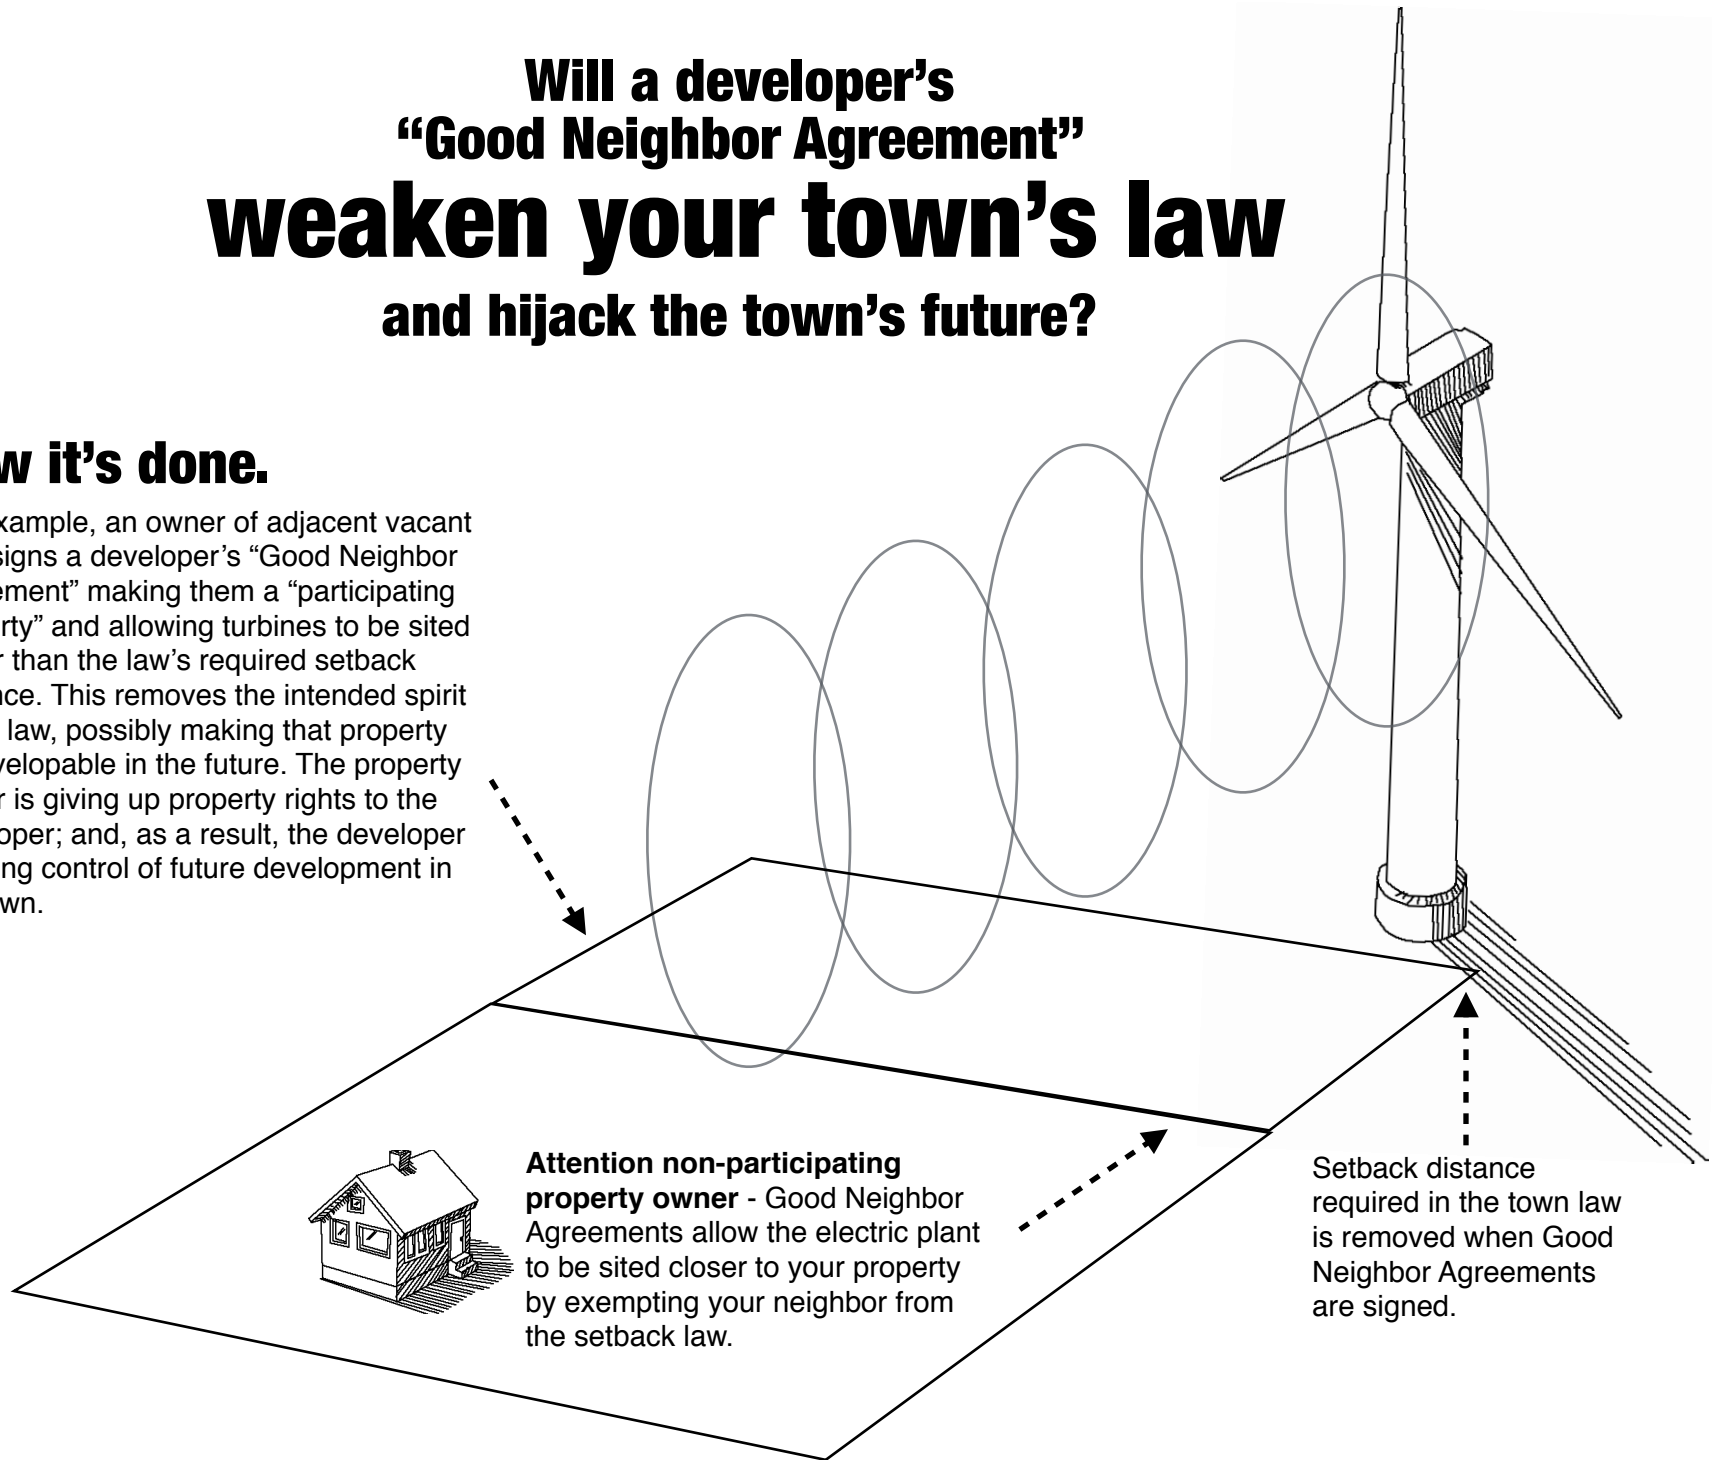 Will a developer’s
“Good Neighbor Agreement”
weaken your town’s law
and hijack the town’s future?
w it’s done.
xample, an owner of adjacent vacant
signs a developer’s “Good Neighbor
ement” making them a “participating
rty” and allowing turbines to be sited
r than the law’s required setback
nce. This removes the intended spirit
law, possibly making that property
velopable in the future. The property
r is giving up property rights to the
oper; and, as a result, the developer
ng control of future development in
wn.
Attention non-participating
property owner - Good Neighbor
Agreements allow the electric plant
to be sited closer to your property
by exempting your neighbor from
the setback law.
Setback distance
required in the town law
is removed when Good
Neighbor Agreements
are signed.